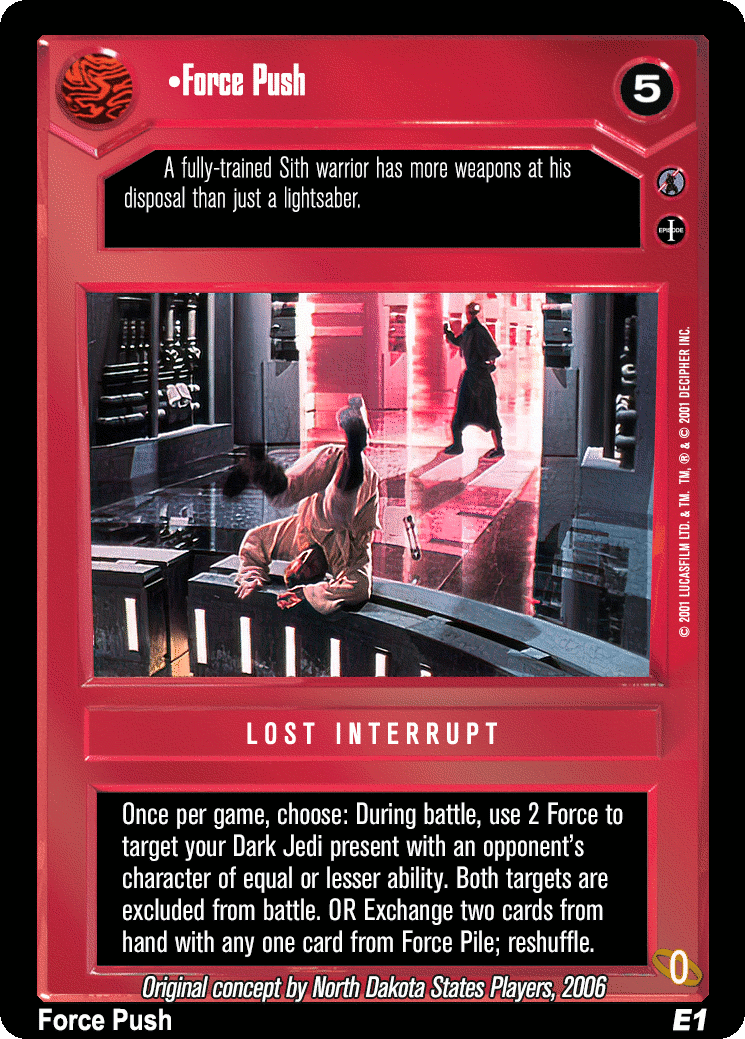 •Force Push
5
A fully-trained Sith warrior has more weapons at his
disposal than just a lightsaber.
EPISODE
I
© 2001 LUCASFILM LTD. & TM. TM, ® & © 2001 DECIPHER INC.
LOST INTERRUPT
Once per game, choose: During battle, use 2 Force to
target your Dark Jedi present with an opponent's
character of equal or lesser ability. Both targets are
excluded from battle. OR Exchange two cards from
hand with any one card from Force Pile; reshuffle.
0
Original concept by North Dakota States Players, 2006
Force Push
E1